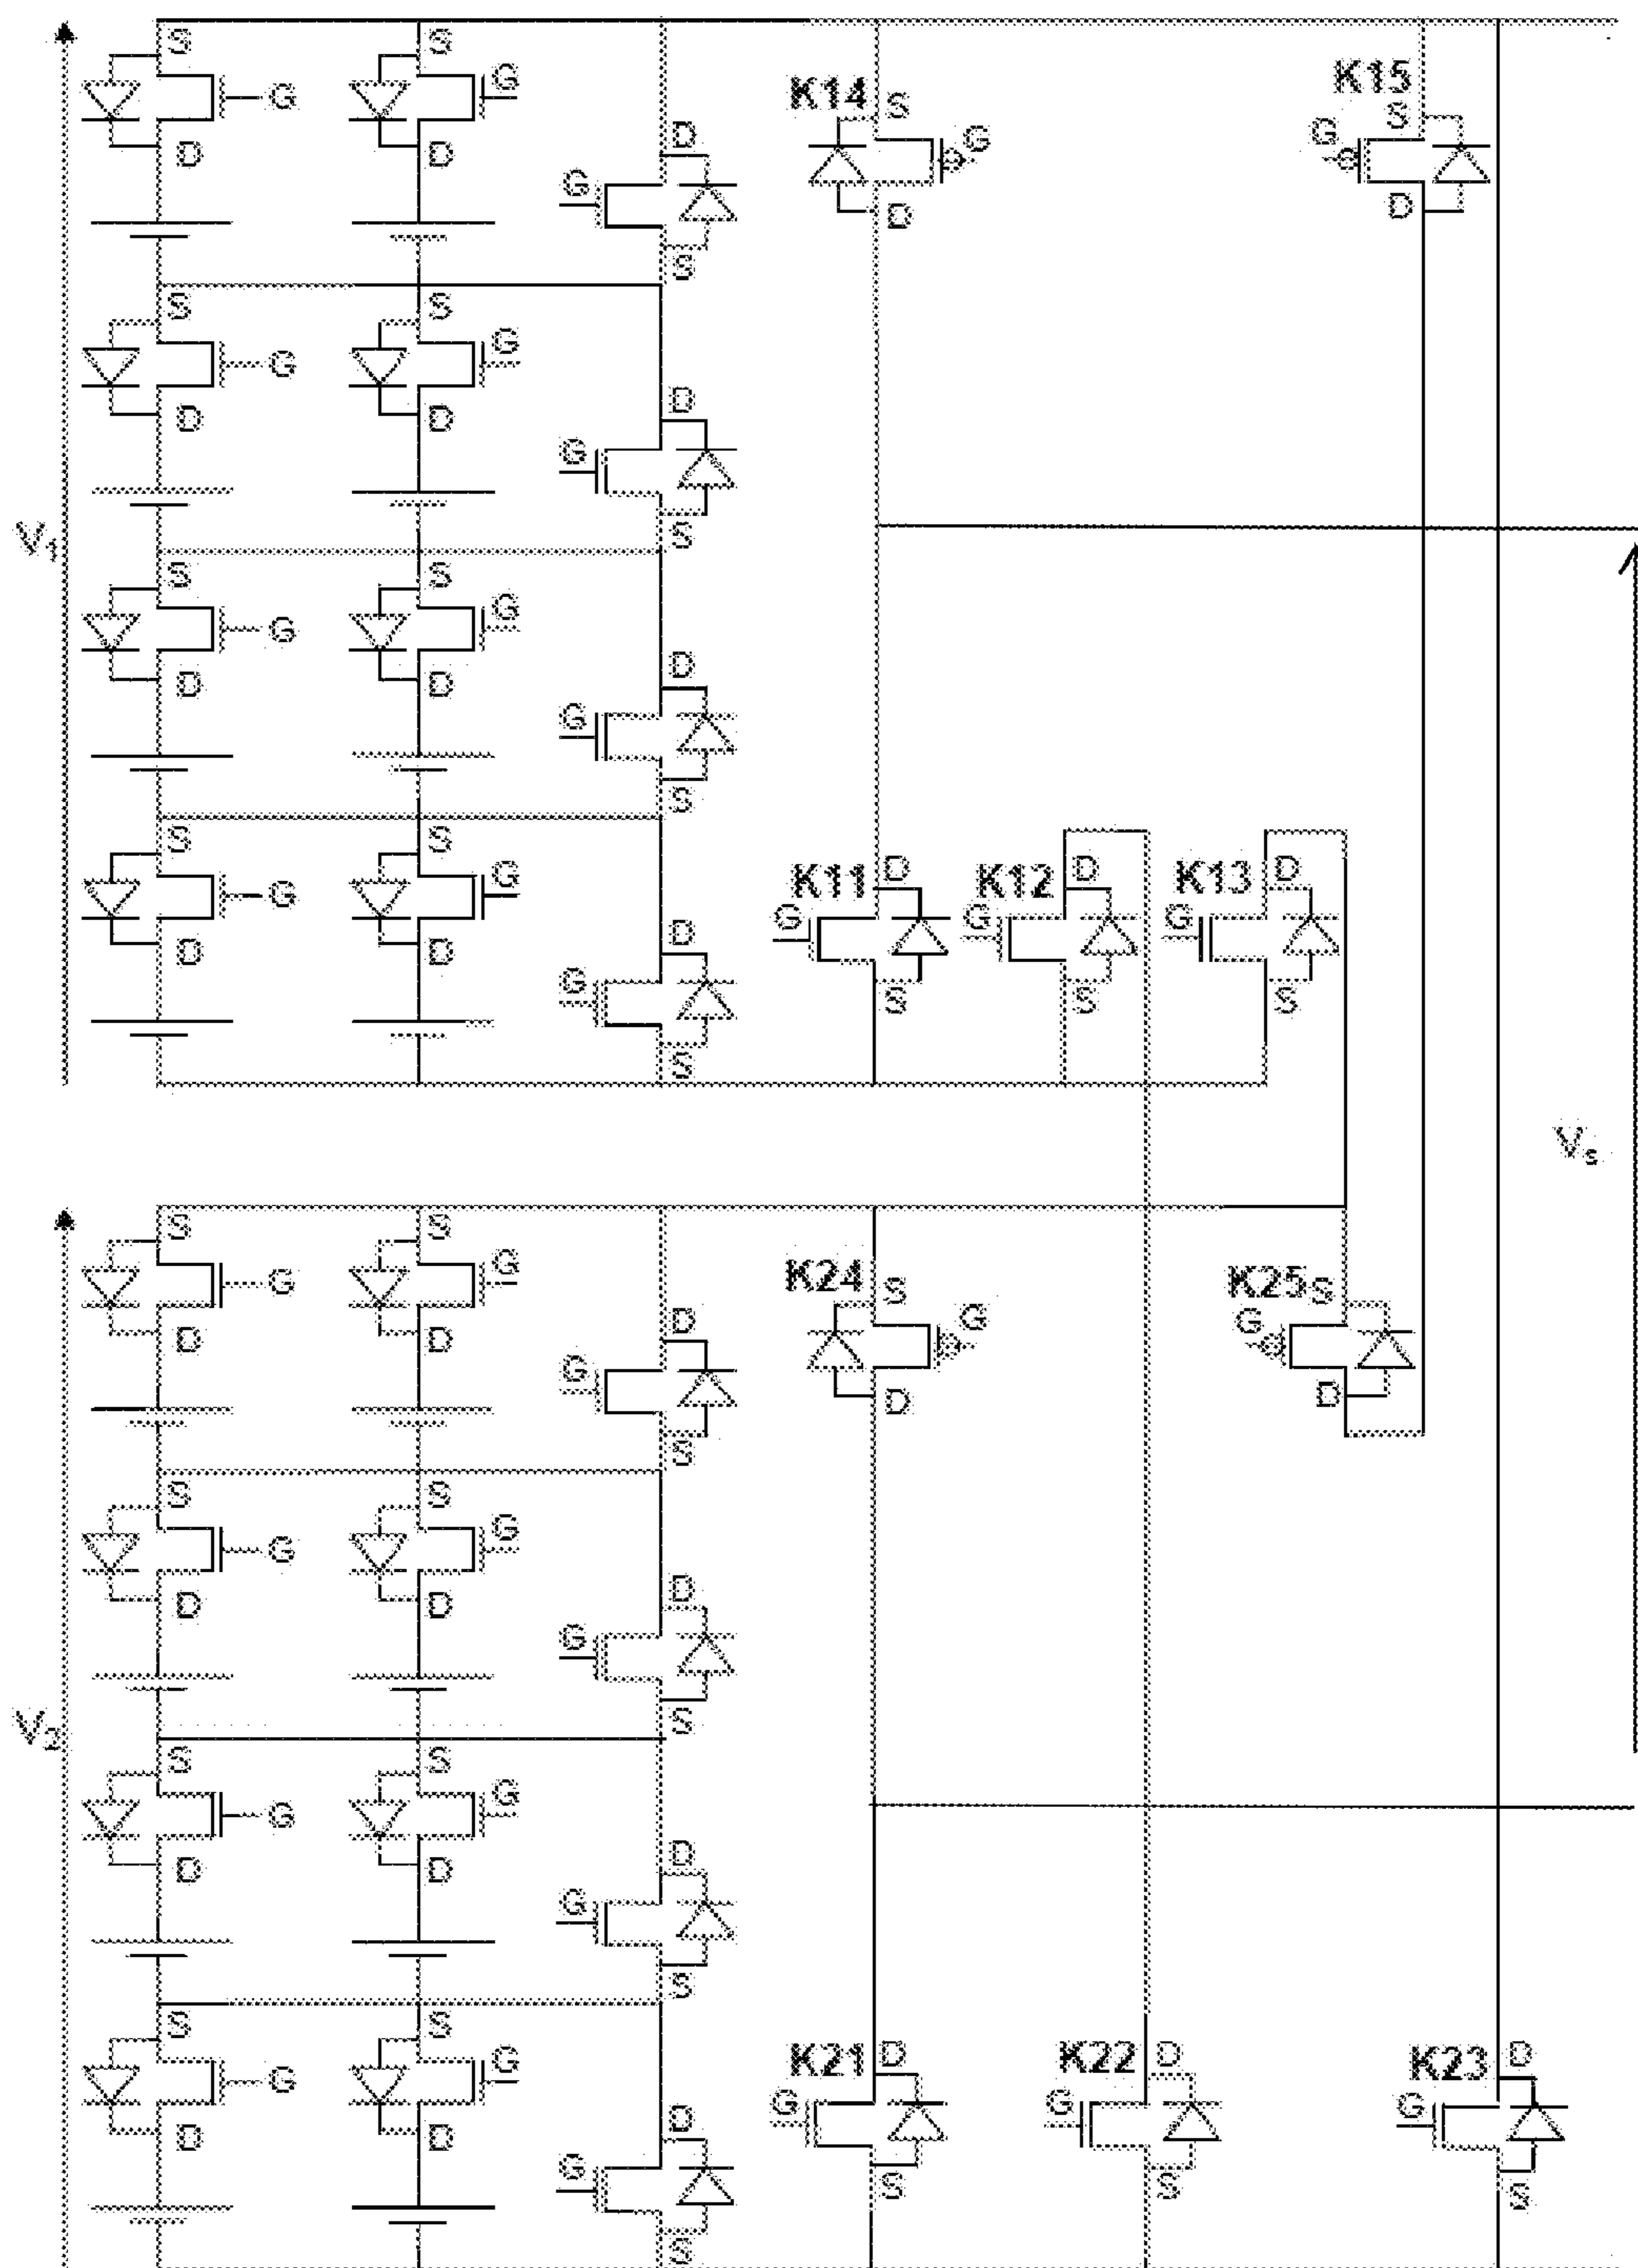 S S
K14 K15
G G S S
D G G
D D D D
G
S
S S
G G
D D D
G
V1 S
S S
G G
D D D
G
S
S S
K11 D K12 D K13 D
G G G G G
D D D
S S S
G
S
Vs
S S
K24 K25 S
G G S G
D D D G
G D D
S
S S
G G
D D D
G
V2 S
S S
G G
D D D
G
S
S S
K21 D K22 D K23 D
G G G G G
D D D
G S S S
S